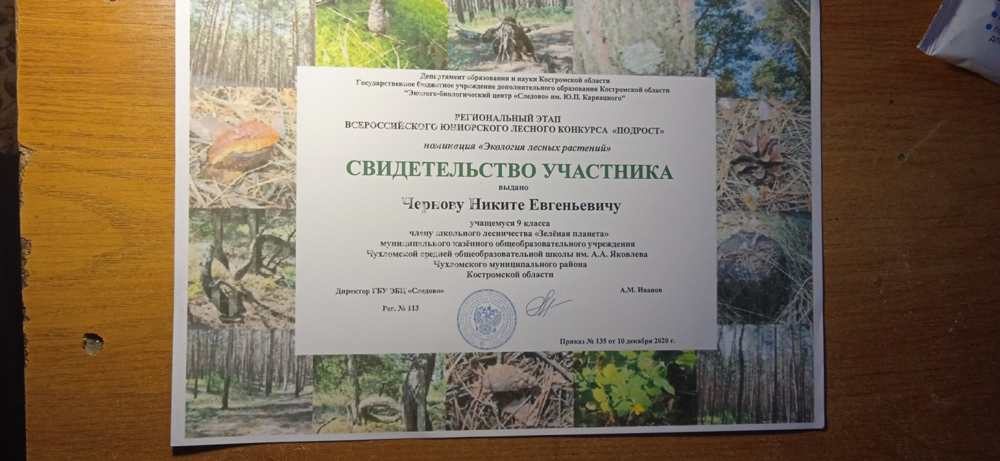 Департамент образования и науки Костромской области
Государственное бюджетное учреждение дополнительного образования Костромской области
"Эколого-биологический центр «Следово» им. Ю.П. Карвацкого"
РЕГИОНАЛЬНЫЙ ЭТАП
ВСЕРОССИЙСКОГО ЮНИОРСКОГО ЛЕСНОГО КОНКУРСА «ПОДРОСТ»
номинация «Экология лесных растений»
СВИДЕТЕЛЬСТВО УЧАСТНИКА
выдано
Чернову Никите Евгеньевичу
учащемуся 9 класса
члену школьного лесничества «Зелёная планета»
муниципального казённого общеобразовательного учреждения
Чухломской средней общеобразовательной школы им. А.А. Яковлева
Чухломского муниципального района
Костромской области
Директор ГБУ ЭБЦ «Следово» А.М. Иванов
Рег. № 113
Приказ № 135 от 10 декабря 2020 г.